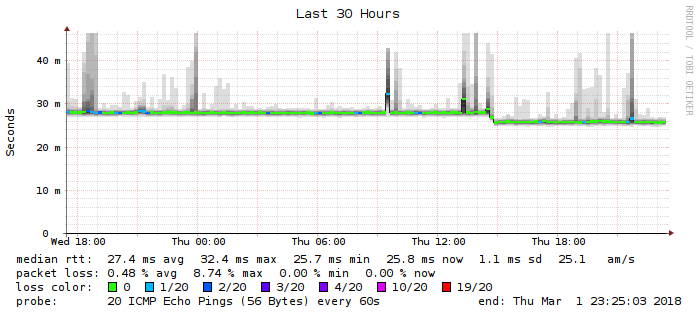 Last 30 Hours
RRDTOOL / TOBI OETIKER
Seconds
40 m
30 m
20 m
10 m
0
Wed 18:00 Thu 00:00 Thu 06:00 Thu 12:00 Thu 18:00
median rtt: 27.4 ms avg 32.4 ms max 25.7 ms min 25.8 ms now 1.1 ms sd 25.1 am/s
packet loss: 0.48 % avg 8.74 % max 0.00 % min 0.00 % now
loss color: 0 1/20 2/20 3/20 4/20 10/20 19/20
probe: 20 ICMP Echo Pings (56 Bytes) every 60s end: Thu Mar 1 23:25:03 2018